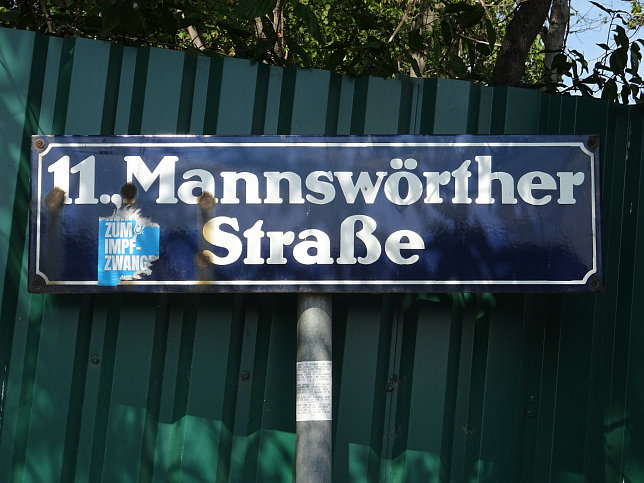 11., Mannswörther
Straße
ZUM
IMPF-
ZWANG